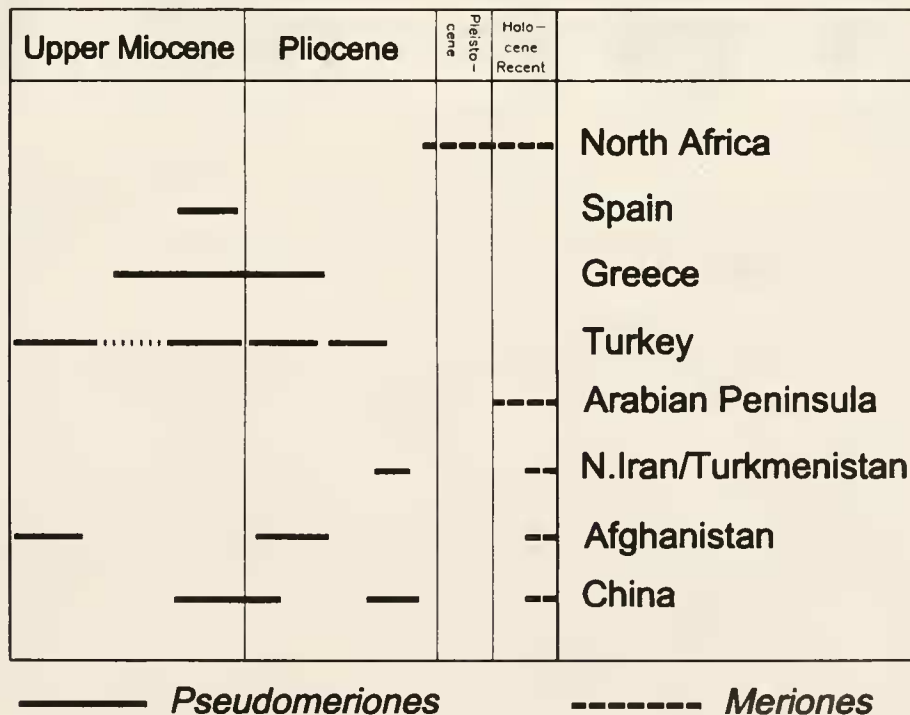 Upper Miocene
Pliocene
Pleisto–
cene
Holo–
cene
Recent
North Africa
Spain
Greece
Turkey
Arabian Peninsula
N.Iran/Turkmenistan
Afghanistan
China
Pseudomeriones
Meriones